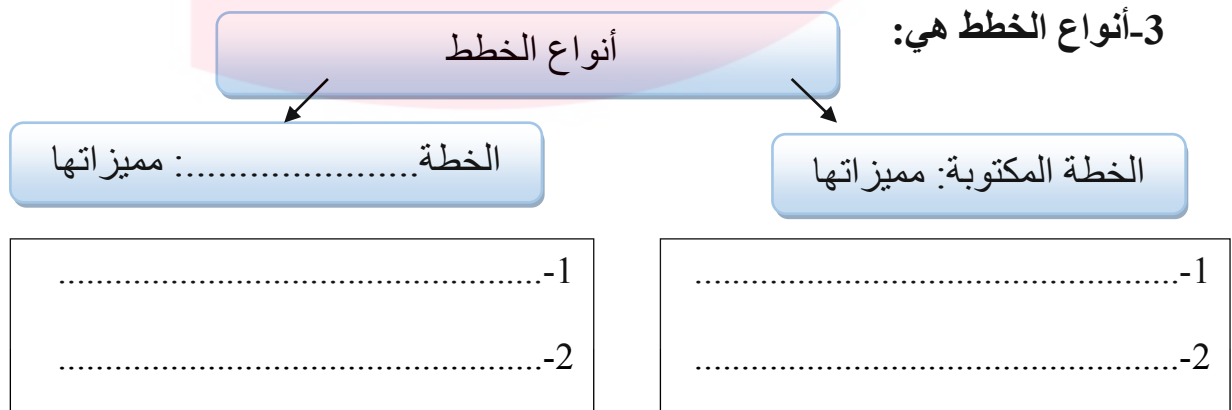 3-أنواع الخطط هي:
أنواع الخطط
الخطة المكتوبة: مميزاتها
الخطة......................: مميزاتها
1-..................................................
2-..................................................
1-..................................................
2-..................................................